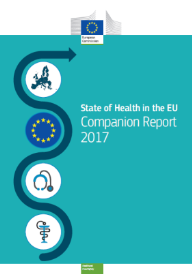 European
Commission
State of Health in the EU
Companion Report
2017